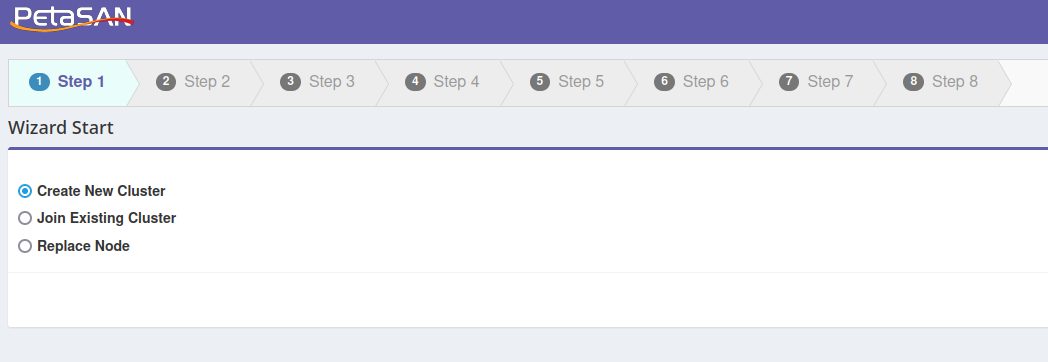 PetaSAN
1 Step 1 2 Step 2 3 Step 3 4 Step 4 5 Step 5 6 Step 6 7 Step 7 8 Step 8
Wizard Start
Create New Cluster
Join Existing Cluster
Replace Node